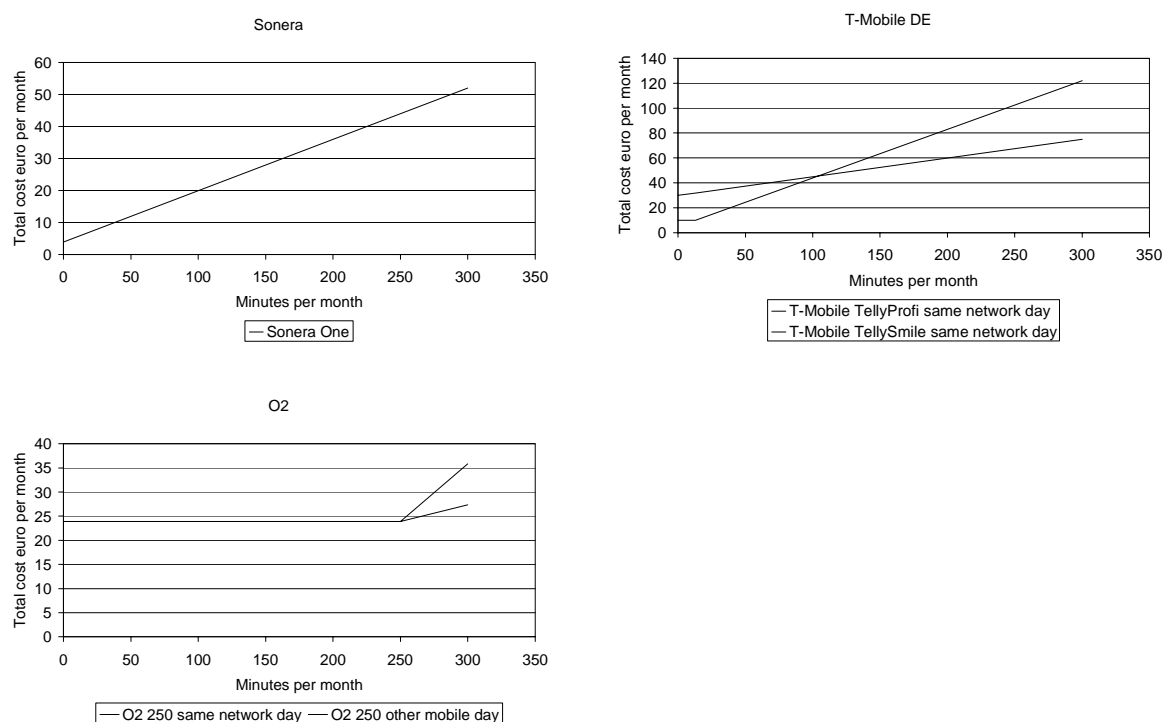 Sonera
Total cost euro per month
60
50
40
30
20
10
0
0 50 100 150 200 250 300 350
Minutes per month
Sonera One
T-Mobile DE
Total cost euro per month
140
120
100
80
60
40
20
0
0 50 100 150 200 250 300 350
Minutes per month
T-Mobile TellyProfi same network day
T-Mobile TellySmile same network day
O2
Total cost euro per month
40
35
30
25
20
15
10
5
0
0 50 100 150 200 250 300 350
Minutes per month
O2 250 same network day O2 250 other mobile day